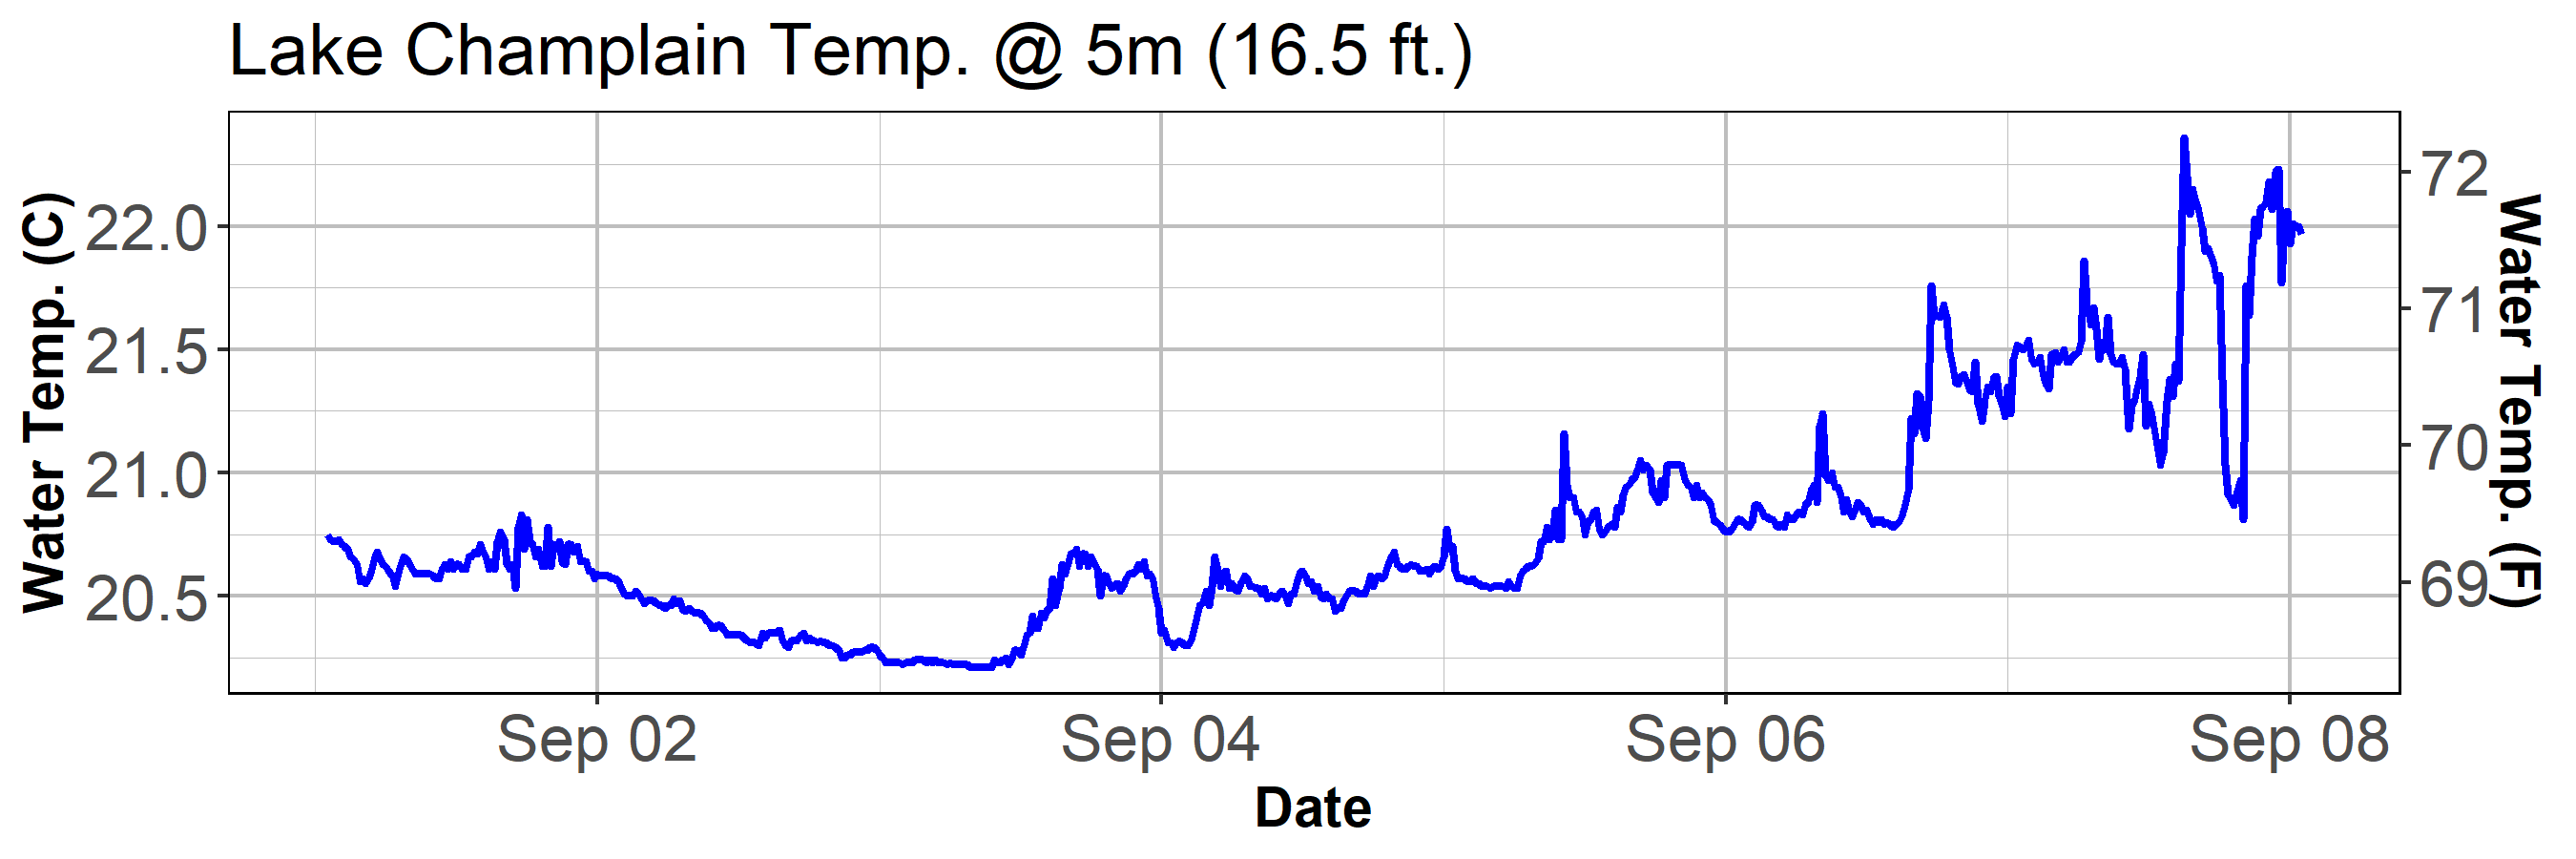 Lake Champlain Temp. @ 5m (16.5 ft.)
Water Temp. (C)
22.0
21.5
21.0
20.5
72
71
70
69
Water Temp. (F)
Sep 02 Sep 04 Sep 06 Sep 08
Date